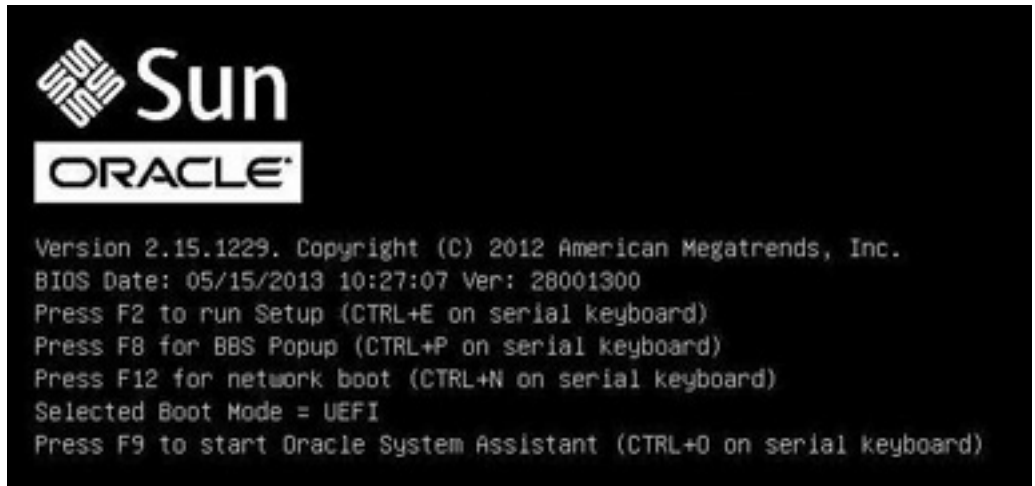 Sun
ORACLE
Version 2.15.1229. Copyright (C) 2012 American Megatrends, Inc.
BIOS Date: 05/15/2013 10:27:07 Ver: 28001300
Press F2 to run Setup (CTRL+E on serial keyboard)
Press F8 for BBS Popup (CTRL+P on serial keyboard)
Press F12 for network boot (CTRL+N on serial keyboard)
Selected Boot Mode = UEFI
Press F9 to start Oracle System Assistant (CTRL+O on serial keyboard)